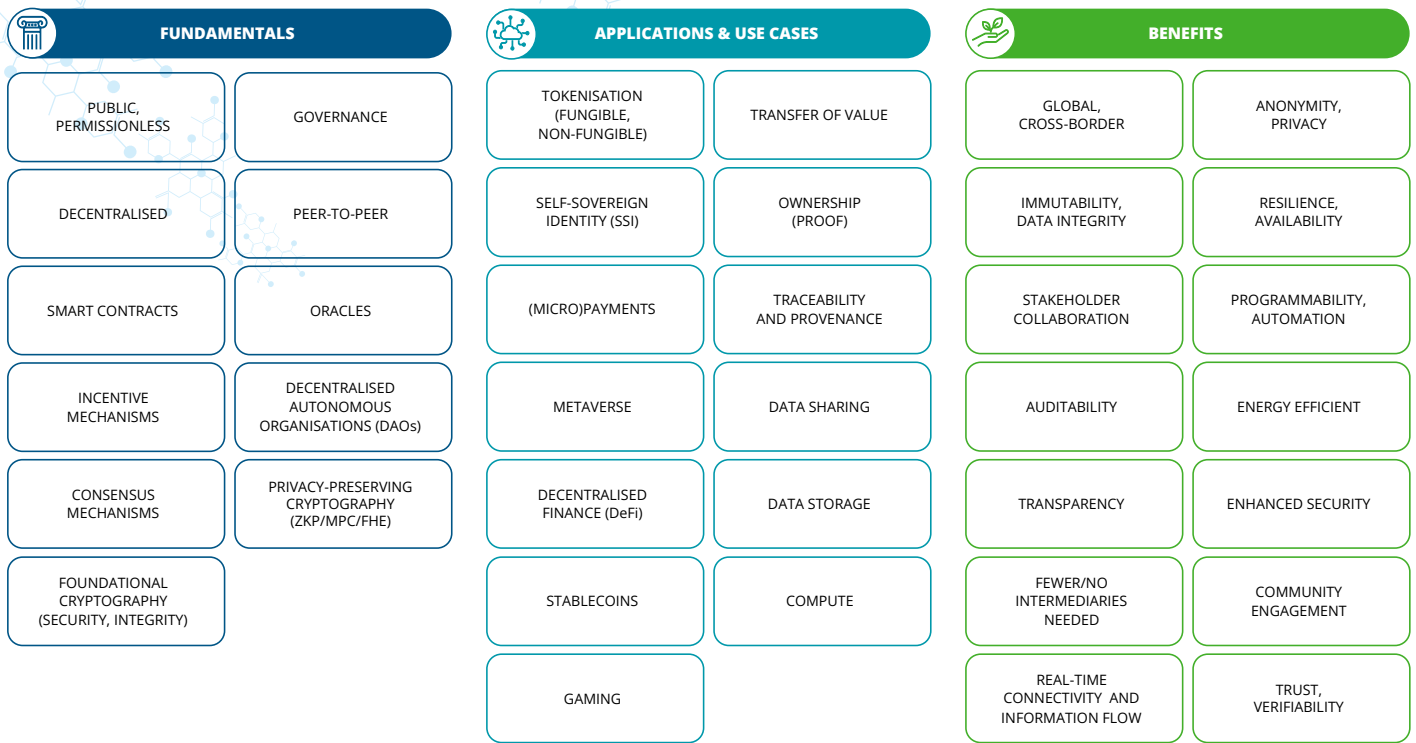 FUNDAMENTALS
PUBLIC,
PERMISSIONLESS
GOVERNANCE
DECENTRALISED
PEER-TO-PEER
SMART CONTRACTS
ORACLES
INCENTIVE
MECHANISMS
DECENTRALISED
AUTONOMOUS
ORGANISATIONS (DAOs)
CONSENSUS
MECHANISMS
PRIVACY-PRESERVING
CRYPTOGRAPHY
(ZKP/MPC/FHE)
FOUNDATIONAL
CRYPTOGRAPHY
(SECURITY, INTEGRITY)
APPLICATIONS & USE CASES
TOKENISATION
(FUNGIBLE,
NON-FUNGIBLE)
TRANSFER OF VALUE
SELF-SOVEREIGN
IDENTITY (SSI)
OWNERSHIP
(PROOF)
(MICRO)PAYMENTS
TRACEABILITY
AND PROVENANCE
METAVERSE
DATA SHARING
DECENTRALISED
FINANCE (DeFi)
DATA STORAGE
STABLECOINS
COMPUTE
GAMING
BENEFITS
GLOBAL,
CROSS-BORDER
ANONYMITY,
PRIVACY
IMMUTABILITY,
DATA INTEGRITY
RESILIENCE,
AVAILABILITY
STAKEHOLDER
COLLABORATION
PROGRAMMABILITY,
AUTOMATION
AUDITABILITY
ENERGY EFFICIENT
TRANSPARENCY
ENHANCED SECURITY
FEWER/NO
INTERMEDIARIES
NEEDED
COMMUNITY
ENGAGEMENT
REAL-TIME
CONNECTIVITY AND
INFORMATION FLOW
TRUST,
VERIFIABILITY